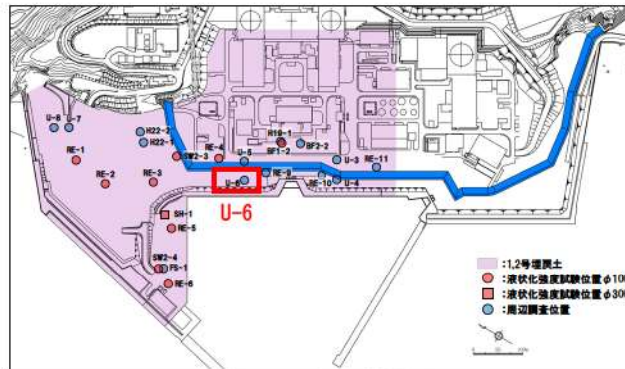 U-8 U-7
H22-2
H22-1
SW2-3
RE-4
U-5
H10-1
BF1-2
BF2-2
U-3
RE-11
RE-1
RE-2
RE-3
U-6
RE-9
RE-10
U-4
U-6
SH-1
RE-5
SW2-4
FS-1
RE-6
:1,2号埋戻土
:液状化強度試験位置φ100
:液状化強度試験位置φ300
:周辺調査位置